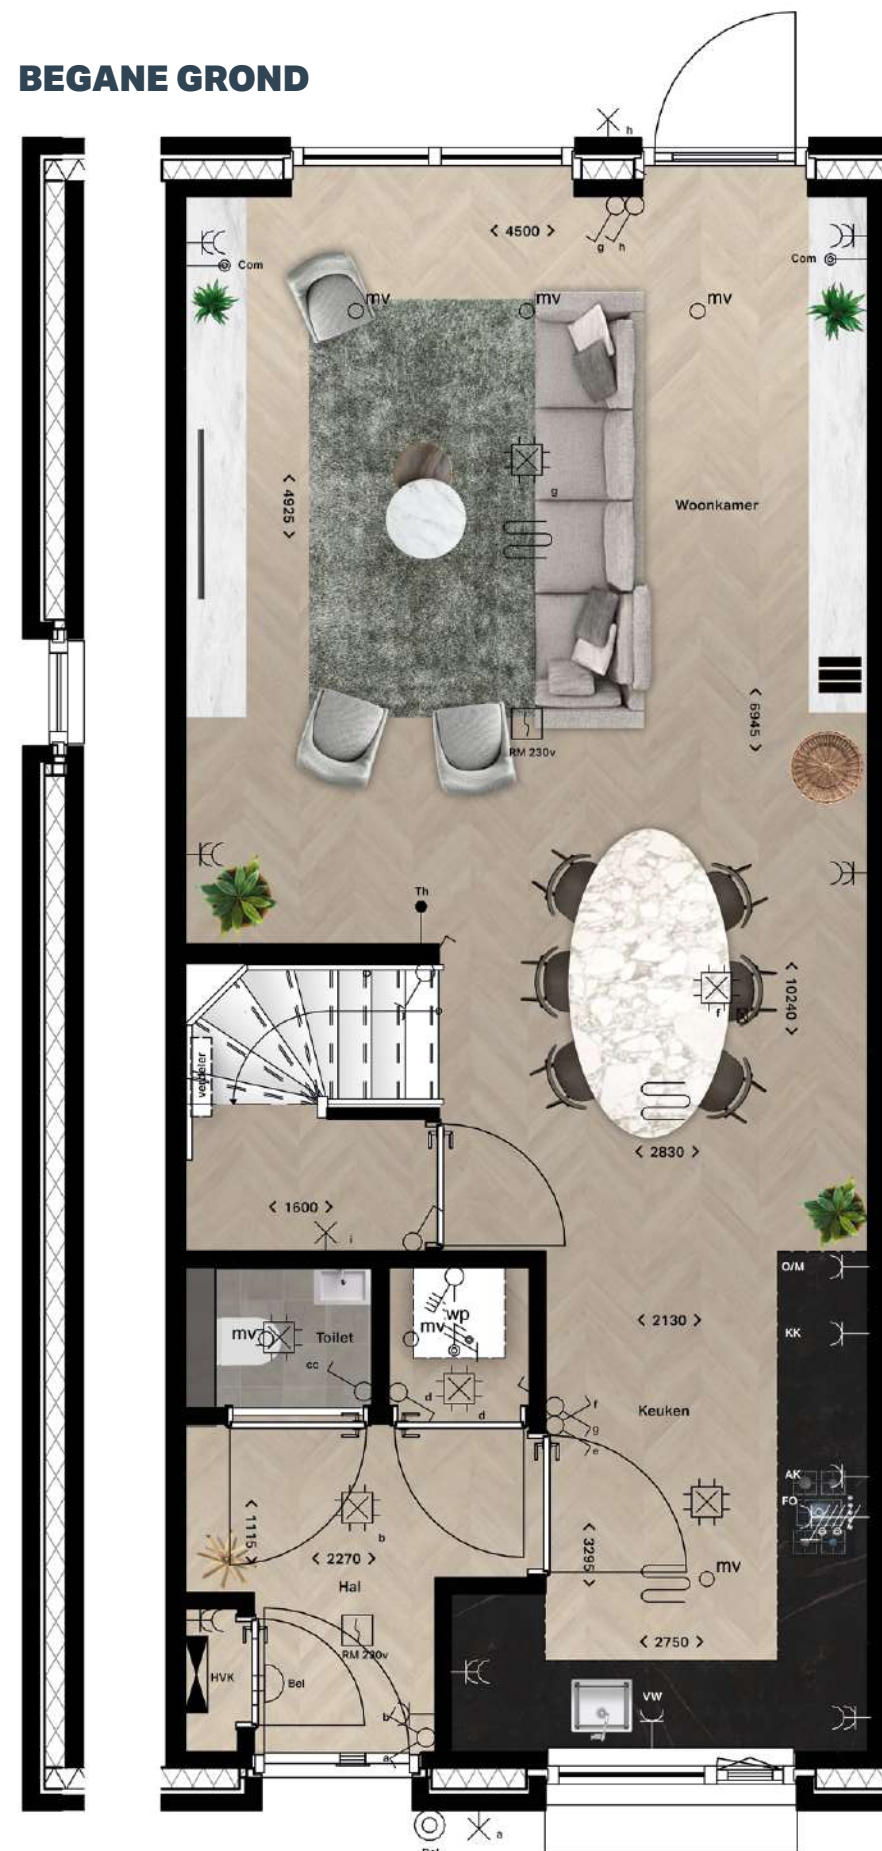 BEGANE GROND
h
< 4500 >
g h
Com
Com
mv
mv
mv
g
< 4925 >
Woonkamer
< 6945 >
RM 230v
Th
< 10240 >
f
verdeler
< 2830 >
< 1600 >
i
O/M
< 2130 >
KK
mv
Toilet
wp
mv
cc
d
d
f
g
e
Keuken
AK
FO
< 1115 >
b
< 2270 >
Hal
< 3295 >
mv
RM 230v
< 2750 >
HVK
Bel
VW
b
a
a